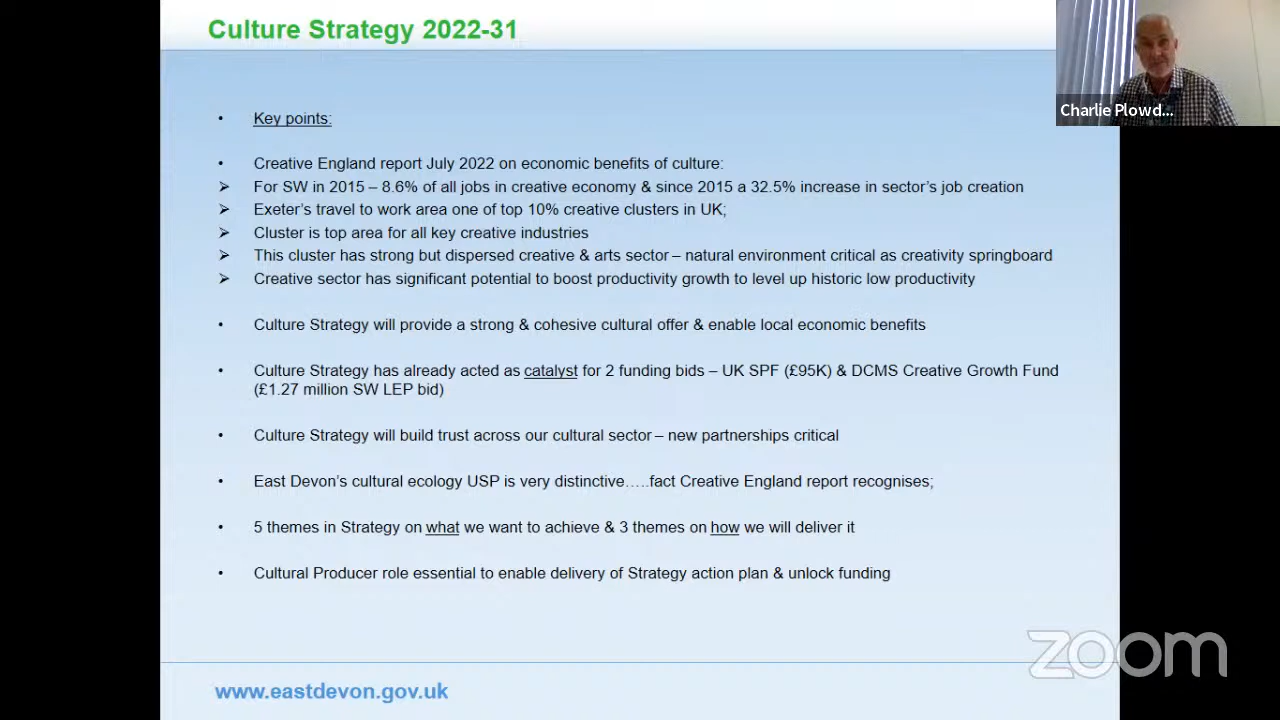 Culture Strategy 2022-31
Charlie Plowd...
• Key points:
• Creative England report July 2022 on economic benefits of culture:
➢ For SW in 2015 – 8.6% of all jobs in creative economy & since 2015 a 32.5% increase in sector's job creation
➢ Exeter's travel to work area one of top 10% creative clusters in UK;
➢ Cluster is top area for all key creative industries
➢ This cluster has strong but dispersed creative & arts sector – natural environment critical as creativity springboard
➢ Creative sector has significant potential to boost productivity growth to level up historic low productivity
• Culture Strategy will provide a strong & cohesive cultural offer & enable local economic benefits
• Culture Strategy has already acted as catalyst for 2 funding bids – UK SPF (£95K) & DCMS Creative Growth Fund
(£1.27 million SW LEP bid)
• Culture Strategy will build trust across our cultural sector – new partnerships critical
• East Devon's cultural ecology USP is very distinctive.....fact Creative England report recognises;
• 5 themes in Strategy on what we want to achieve & 3 themes on how we will deliver it
• Cultural Producer role essential to enable delivery of Strategy action plan & unlock funding
zoom
www.eastdevon.gov.uk